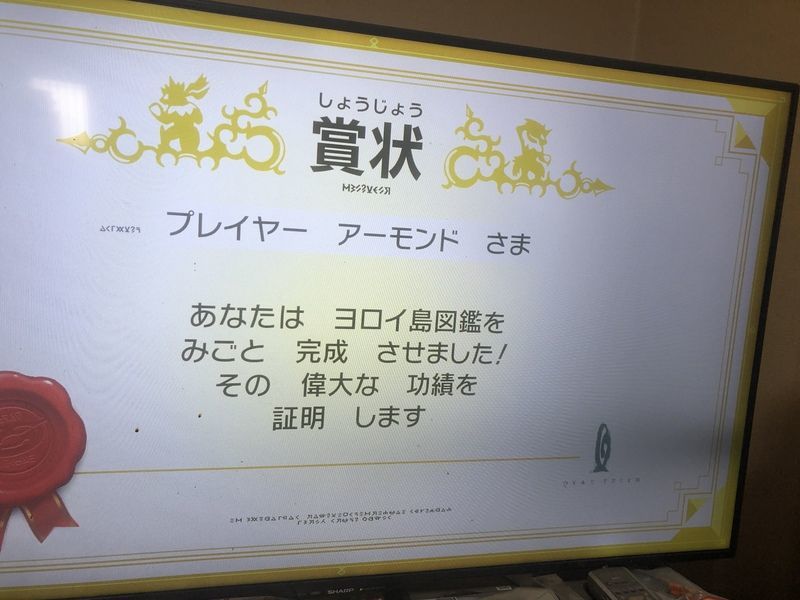 しょうじょう
賞状
プレイヤー アーモンド さま
あなたは ヨロイ島図鑑を
みごと 完成 させました!
その 偉大な 功績を
証明 します
SHARP